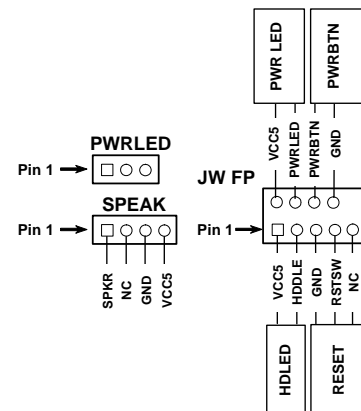 PWR LED
PWRBTN
VCC5
PWRLED
PWRBTN
GND
PWRLED
Pin 1
JW FP
SPEAK
Pin 1
Pin 1
SPKR
NC
GND
VCC5
VCC5
HDDLE
GND
RSTSW
NC
HDLED
RESET